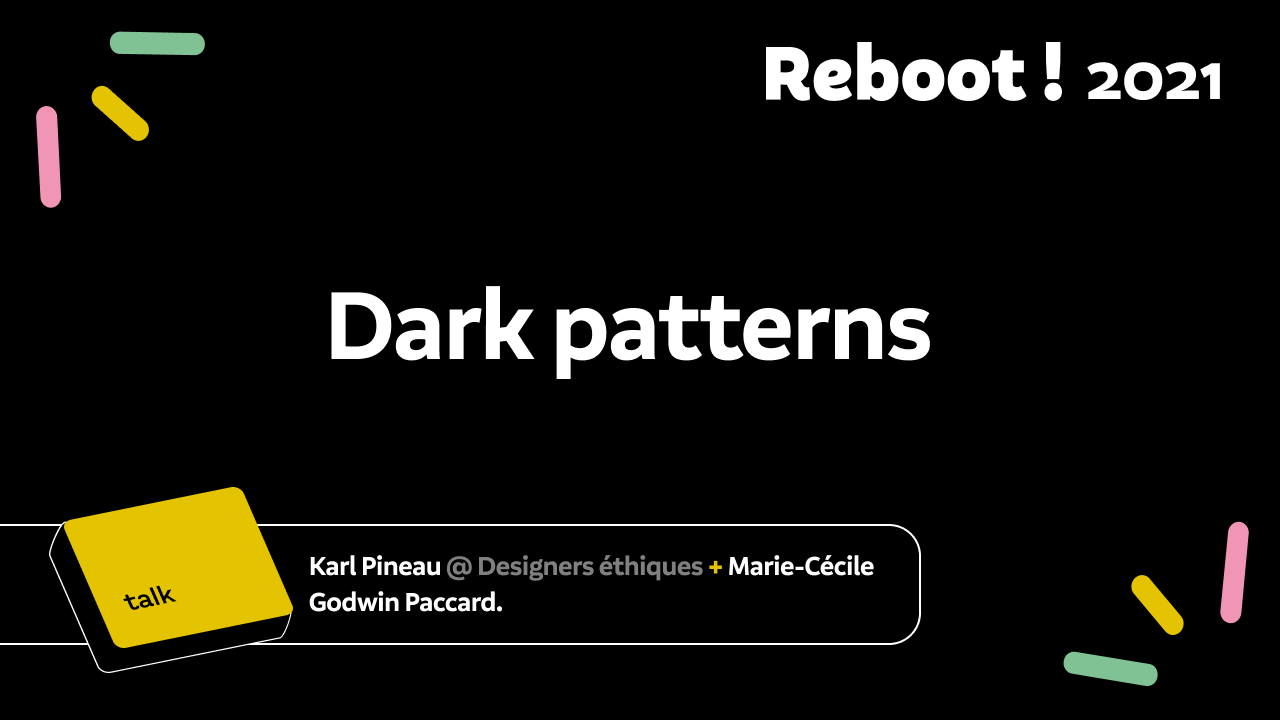 Reboot ! 2021
Dark patterns
talk
Karl Pineau @ Designers éthiques + Marie-Cécile
Godwin Paccard.